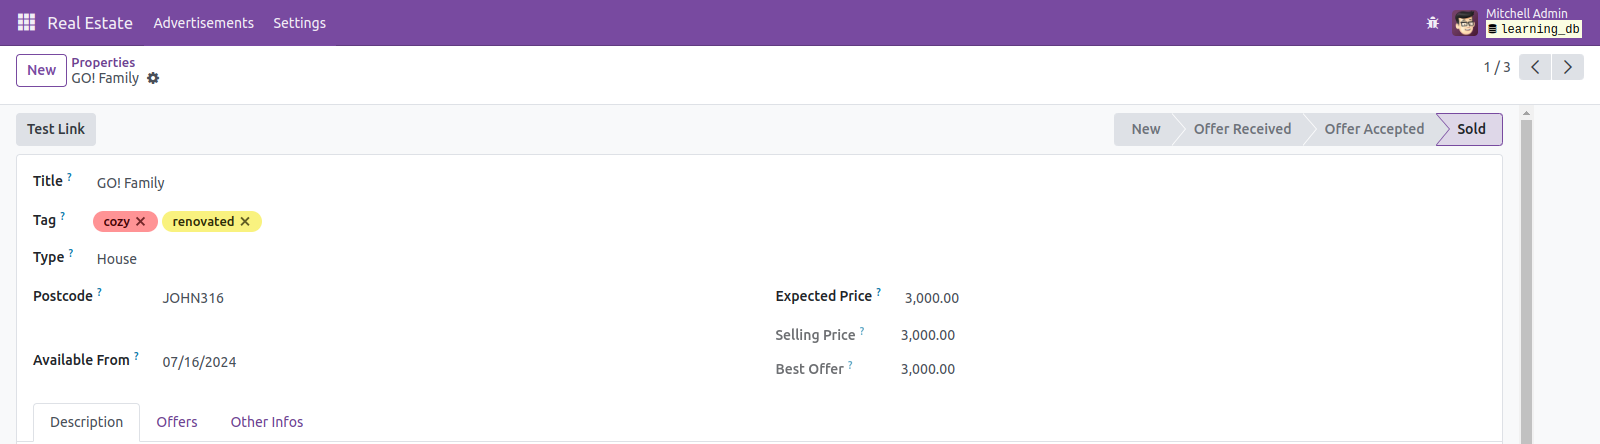 Real Estate Advertisements Settings
Mitchell Admin
learning_db
New
Properties
GO! Family
1 / 3
Test Link
New Offer Received Offer Accepted Sold
Title ? GO! Family
Tag ? cozy × renovated ×
Type ? House
Postcode ? JOHN316
Expected Price ? 3,000.00
Selling Price ? 3,000.00
Available From ? 07/16/2024
Best Offer ? 3,000.00
Description Offers Other Infos